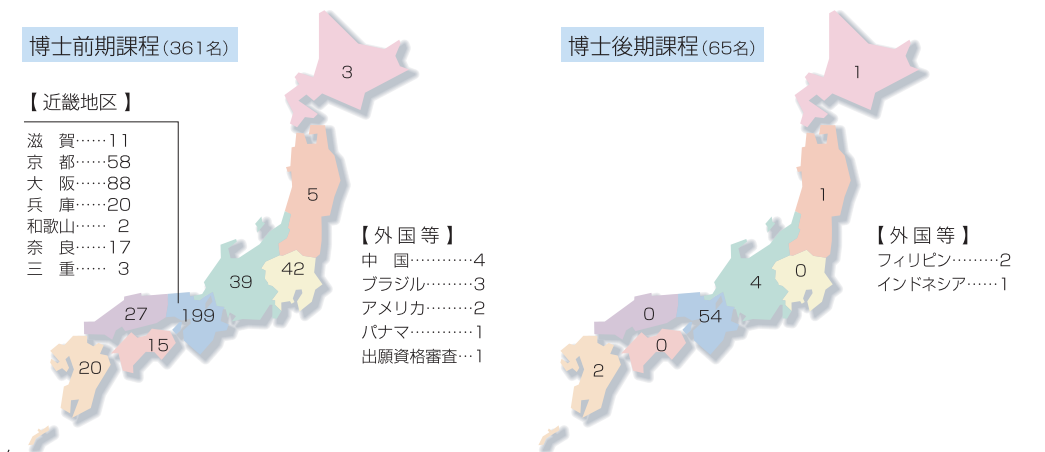 博士前期課程（361名）
【 近畿地区 】
滋　賀……11
京　都……58
大　阪……88
兵　庫……20
和歌山…… 2
奈　良……17
三　重…… 3
3
5
42
39
27
199
15
20
【 外 国 等 】
中　国…………4
ブラジル………3
アメリカ………2
パナマ…………1
出願資格審査…1
博士後期課程（65名）
1
1
0
4
0
54
0
2
【 外 国 等 】
フィリピン………2
インドネシア……1